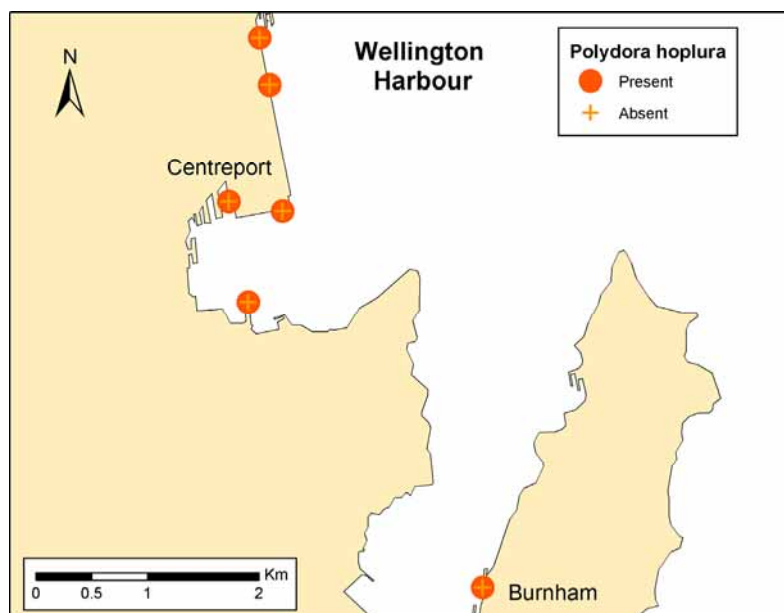 Wellington
Harbour
Polydora hoplura
Present
Absent
N
Centreport
Km
0 0.5 1 2
Burnham